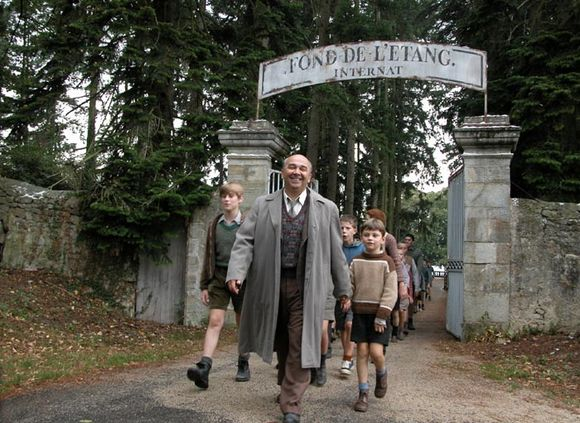 FOND DE L'ETANG.
INTERNAT